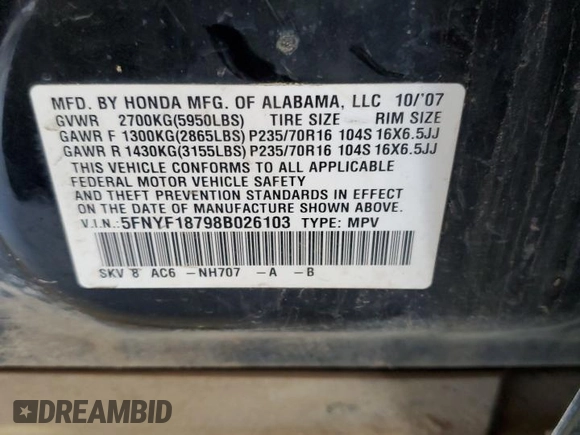 MFD. BY HONDA MFG. OF ALABAMA, LLC 10/'07
GVWR 2700KG(5950LBS) TIRE SIZE RIM SIZE
GAWR F 1300KG(2865LBS) P235/70R16 104S 16X6.5JJ
GAWR R 1430KG(3155LBS) P235/70R16 104S 16X6.5JJ
THIS VEHICLE CONFORMS TO ALL APPLICABLE
FEDERAL MOTOR VEHICLE SAFETY
AND THEFT PREVENTION STANDARDS IN EFFECT
ON THE DATE OF MANUFACTURE SHOWN ABOVE.
V.I.N.: 5FNYF18798B026103 TYPE: MPV
SKV 8 AC6 -NH707 -A -B
DREAMBID